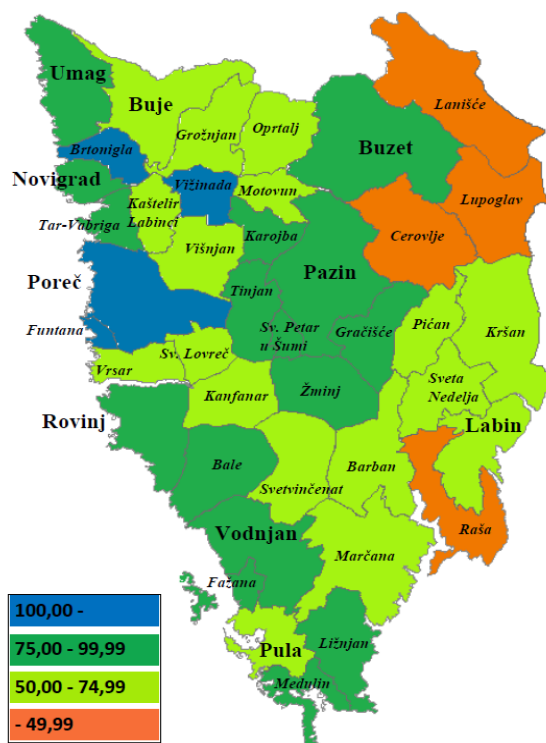 Umag
Buje
Lanišće
Grožnjan
Oprtalj
Buzet
Brtonigla
Novigrad
Vižinada
Motovun
Lupoglav
Kaštelir
Labinci
Tar-Vabriga
Karojba
Cerovlje
Višnjan
Pazin
Poreč
Tinjan
Funtana
Sv. Petar
u Šumi
Gračišće
Pićan
Kršan
Sv. Lovreč
Vrsar
Kanfanar
Žminj
Sveta
Nedelja
Rovinj
Labin
Bale
Barban
Svetvinčenat
Raša
Vodnjan
Marčana
Fažana
Ližnjan
Pula
Medulin
100,00 -
75,00 - 99,99
50,00 - 74,99
- 49,99